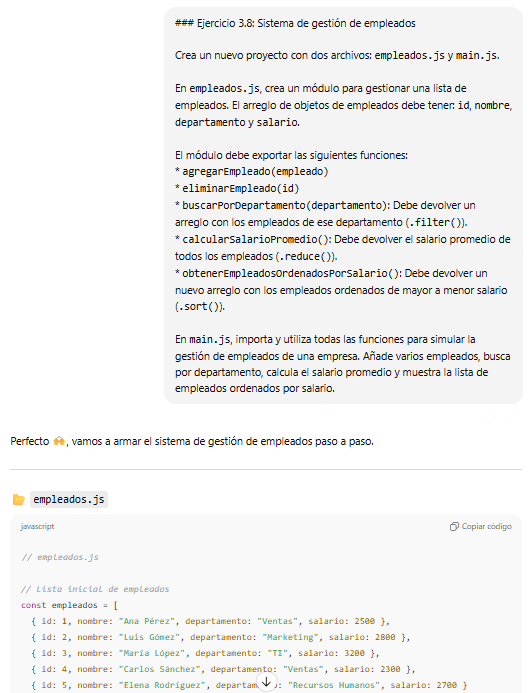 ### Ejercicio 3.8: Sistema de gestión de empleados
Crea un nuevo proyecto con dos archivos: empleados.js y main.js.
En empleados.js, crea un módulo para gestionar una lista de
empleados. El arreglo de objetos de empleados debe tener: id, nombre,
departamento y salario.
El módulo debe exportar las siguientes funciones:
* agregarEmpleado(empleado)
* eliminarEmpleado(id)
* buscarPorDepartamento(departamento): Debe devolver un
arreglo con los empleados de ese departamento (.filter()).
* calcularSalarioPromedio(): Debe devolver el salario promedio de
todos los empleados (.reduce()).
* obtenerEmpleadosOrdenadosPorSalario(): Debe devolver un
nuevo arreglo con los empleados ordenados de mayor a menor salario
(.sort()).
En main.js, importa y utiliza todas las funciones para simular la
gestión de empleados de una empresa. Añade varios empleados, busca
por departamento, calcula el salario promedio y muestra la lista de
empleados ordenados por salario.
Perfecto 🙌, vamos a armar el sistema de gestión de empleados paso a paso.
empleados.js
javascript
Copiar código
// empleados.js
// Lista inicial de empleados
const empleados = [
{ id: 1, nombre: "Ana Pérez", departamento: "Ventas", salario: 2500 },
{ id: 2, nombre: "Luis Gómez", departamento: "Marketing", salario: 2800 },
{ id: 3, nombre: "María López", departamento: "TI", salario: 3200 },
{ id: 4, nombre: "Carlos Sánchez", departamento: "Ventas", salario: 2300 },
{ id: 5, nombre: "Elena Rodríguez", departamento: "Recursos Humanos", salario: 2700 }